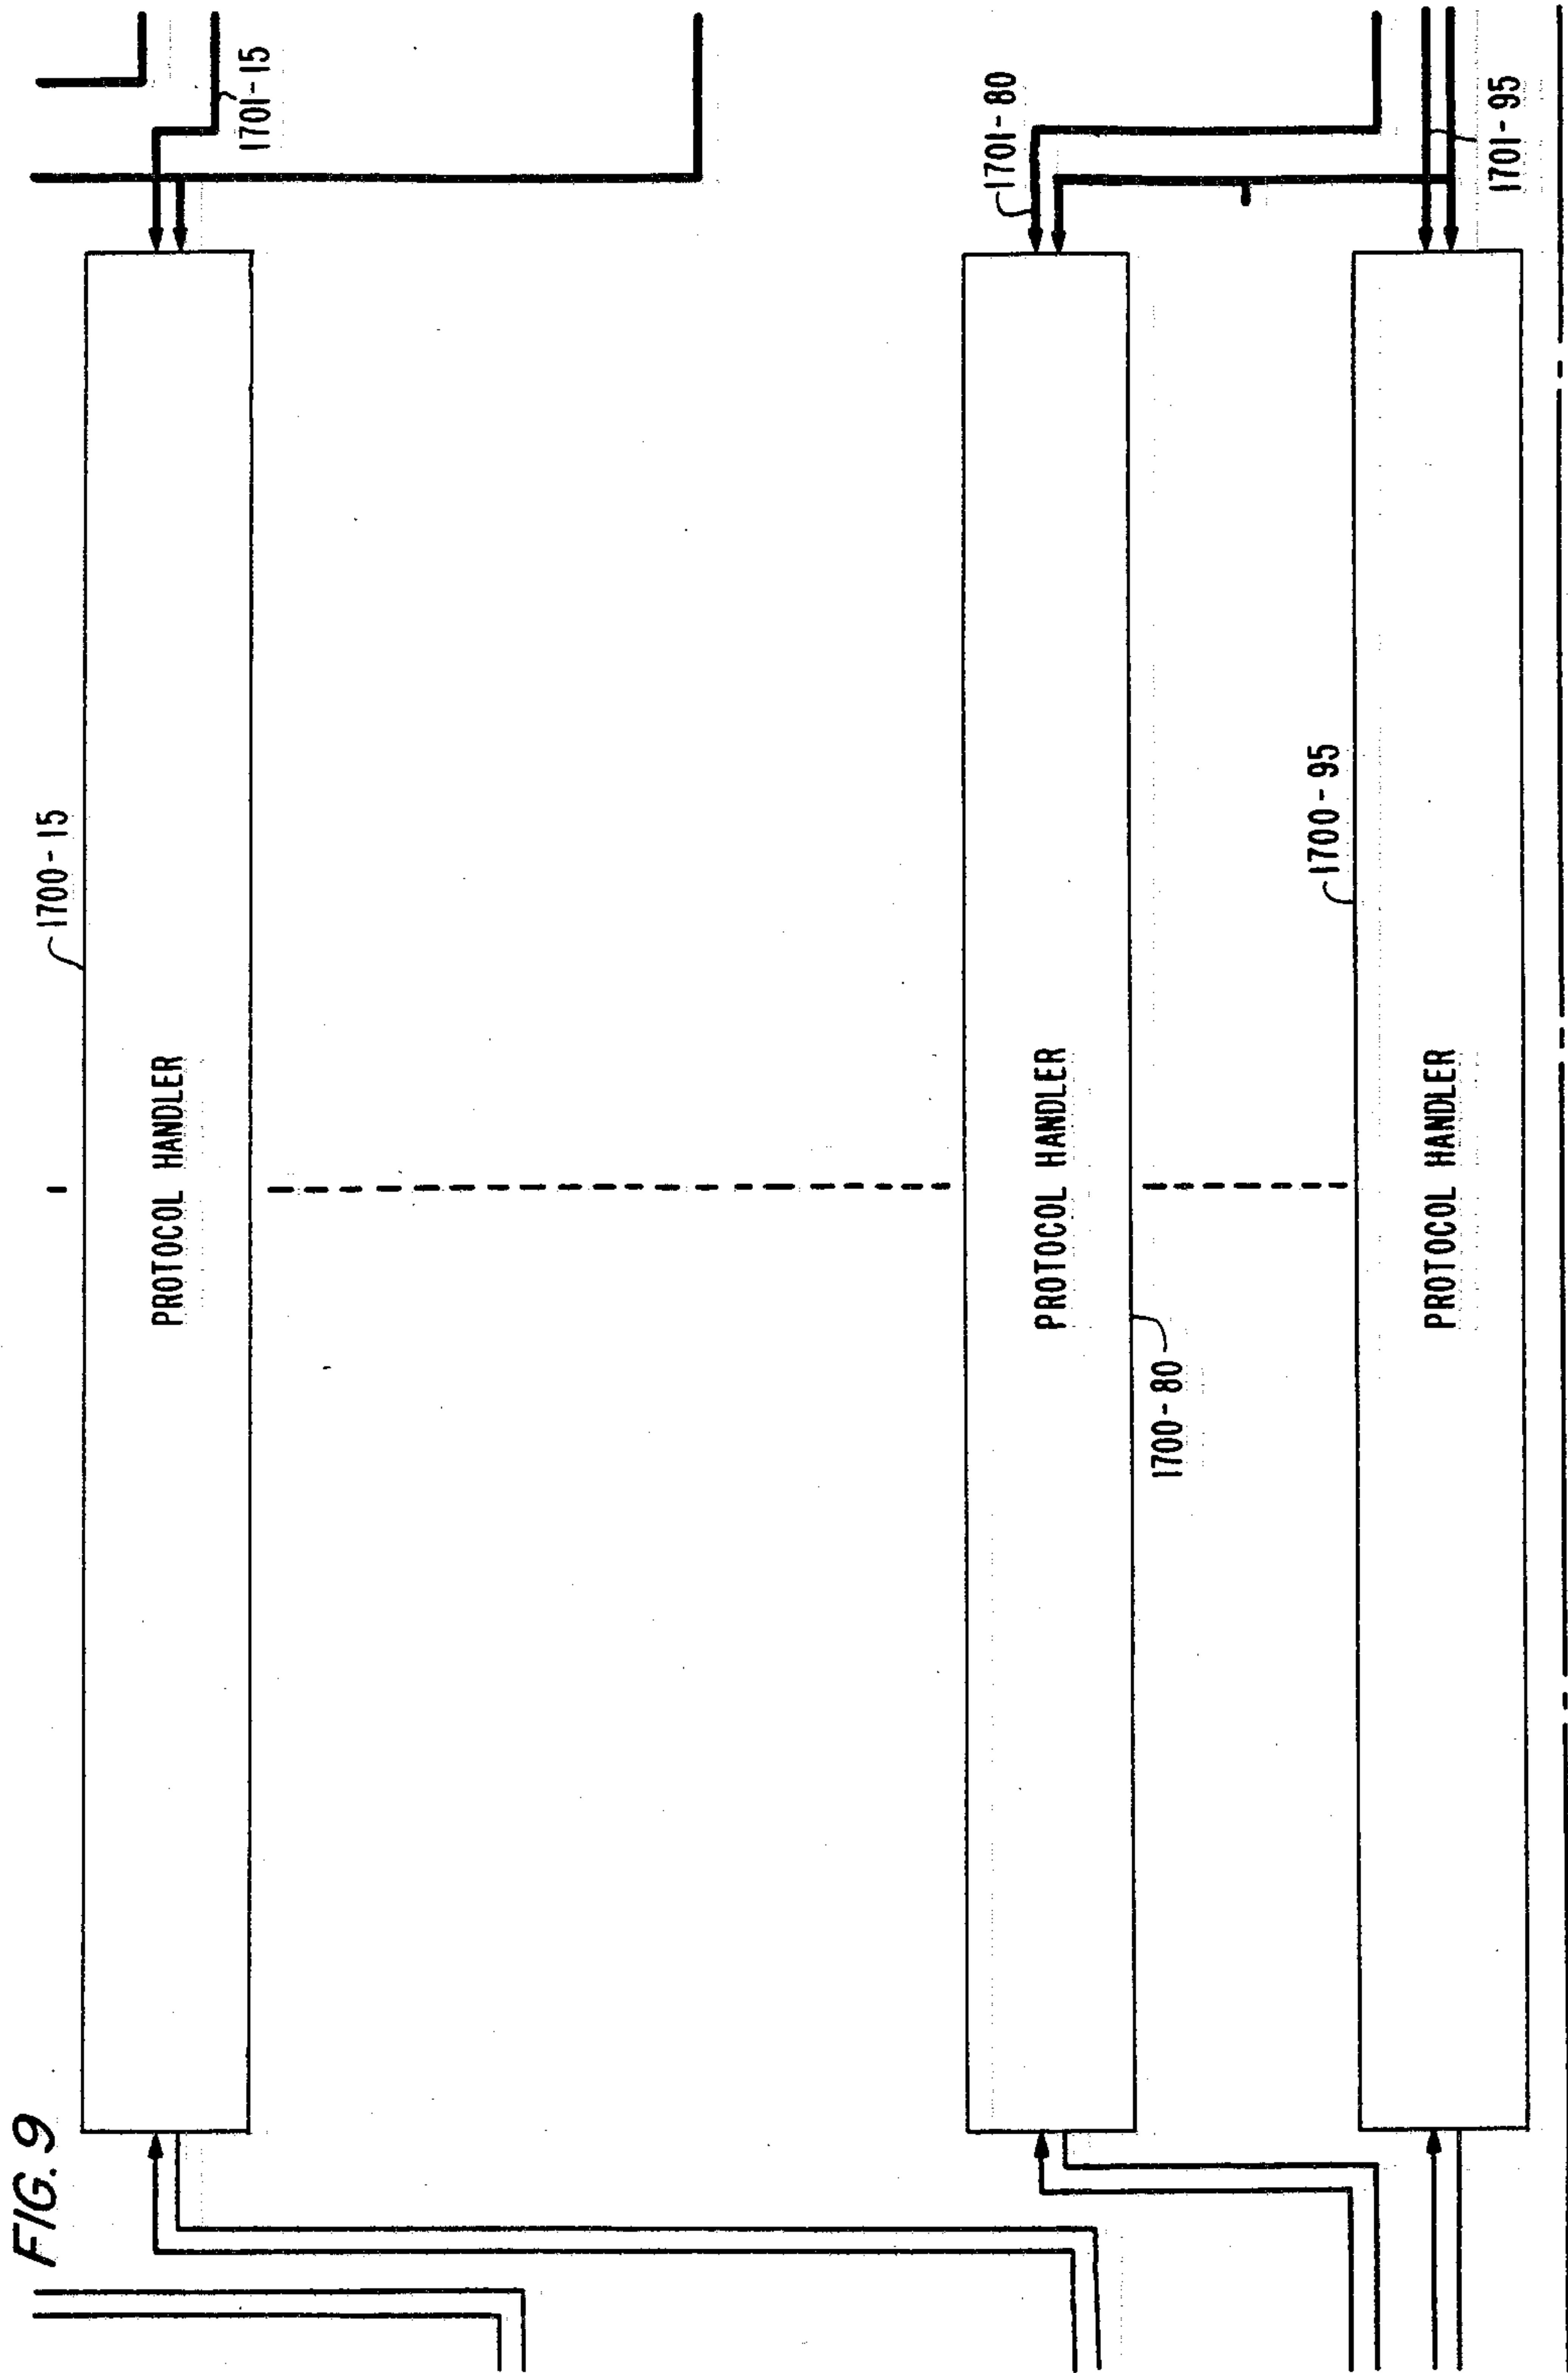 FIG. 9
1700-15
PROTOCOL HANDLER
1701-15
1701-80
PROTOCOL HANDLER
1700-80
1700-95
PROTOCOL HANDLER
1701-95